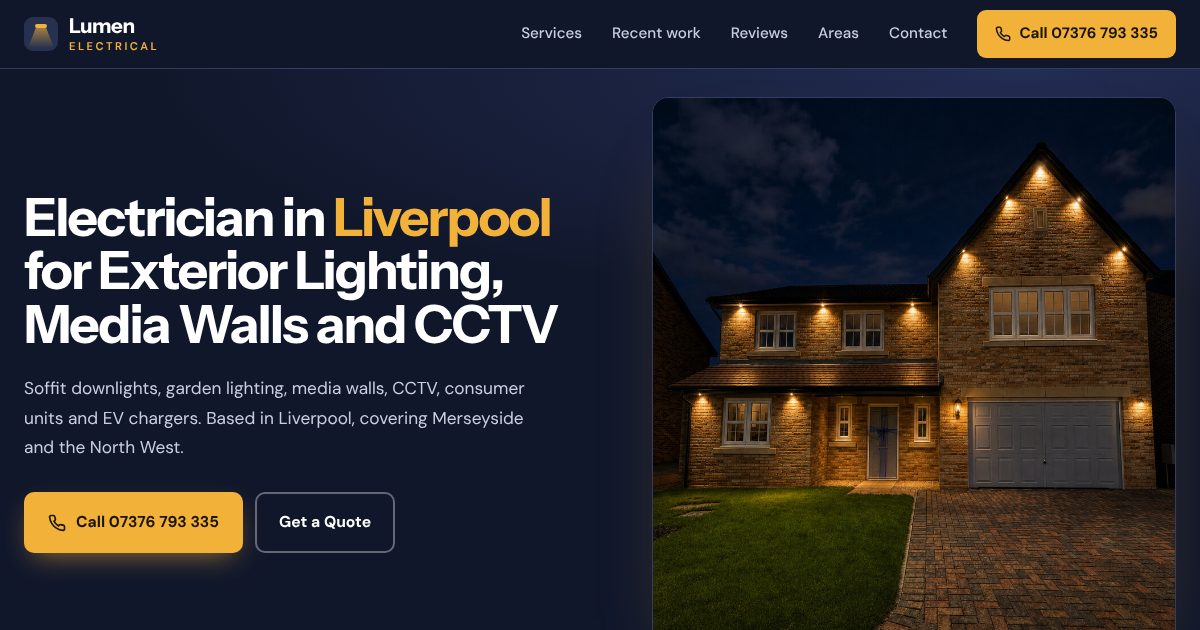 Lumen
ELECTRICAL
Services
Recent work
Reviews
Areas
Contact
Call 07376 793 335
Electrician in Liverpool
for Exterior Lighting,
Media Walls and CCTV
Soffit downlights, garden lighting, media walls, CCTV, consumer
units and EV chargers. Based in Liverpool, covering Merseyside
and the North West.
Call 07376 793 335
Get a Quote